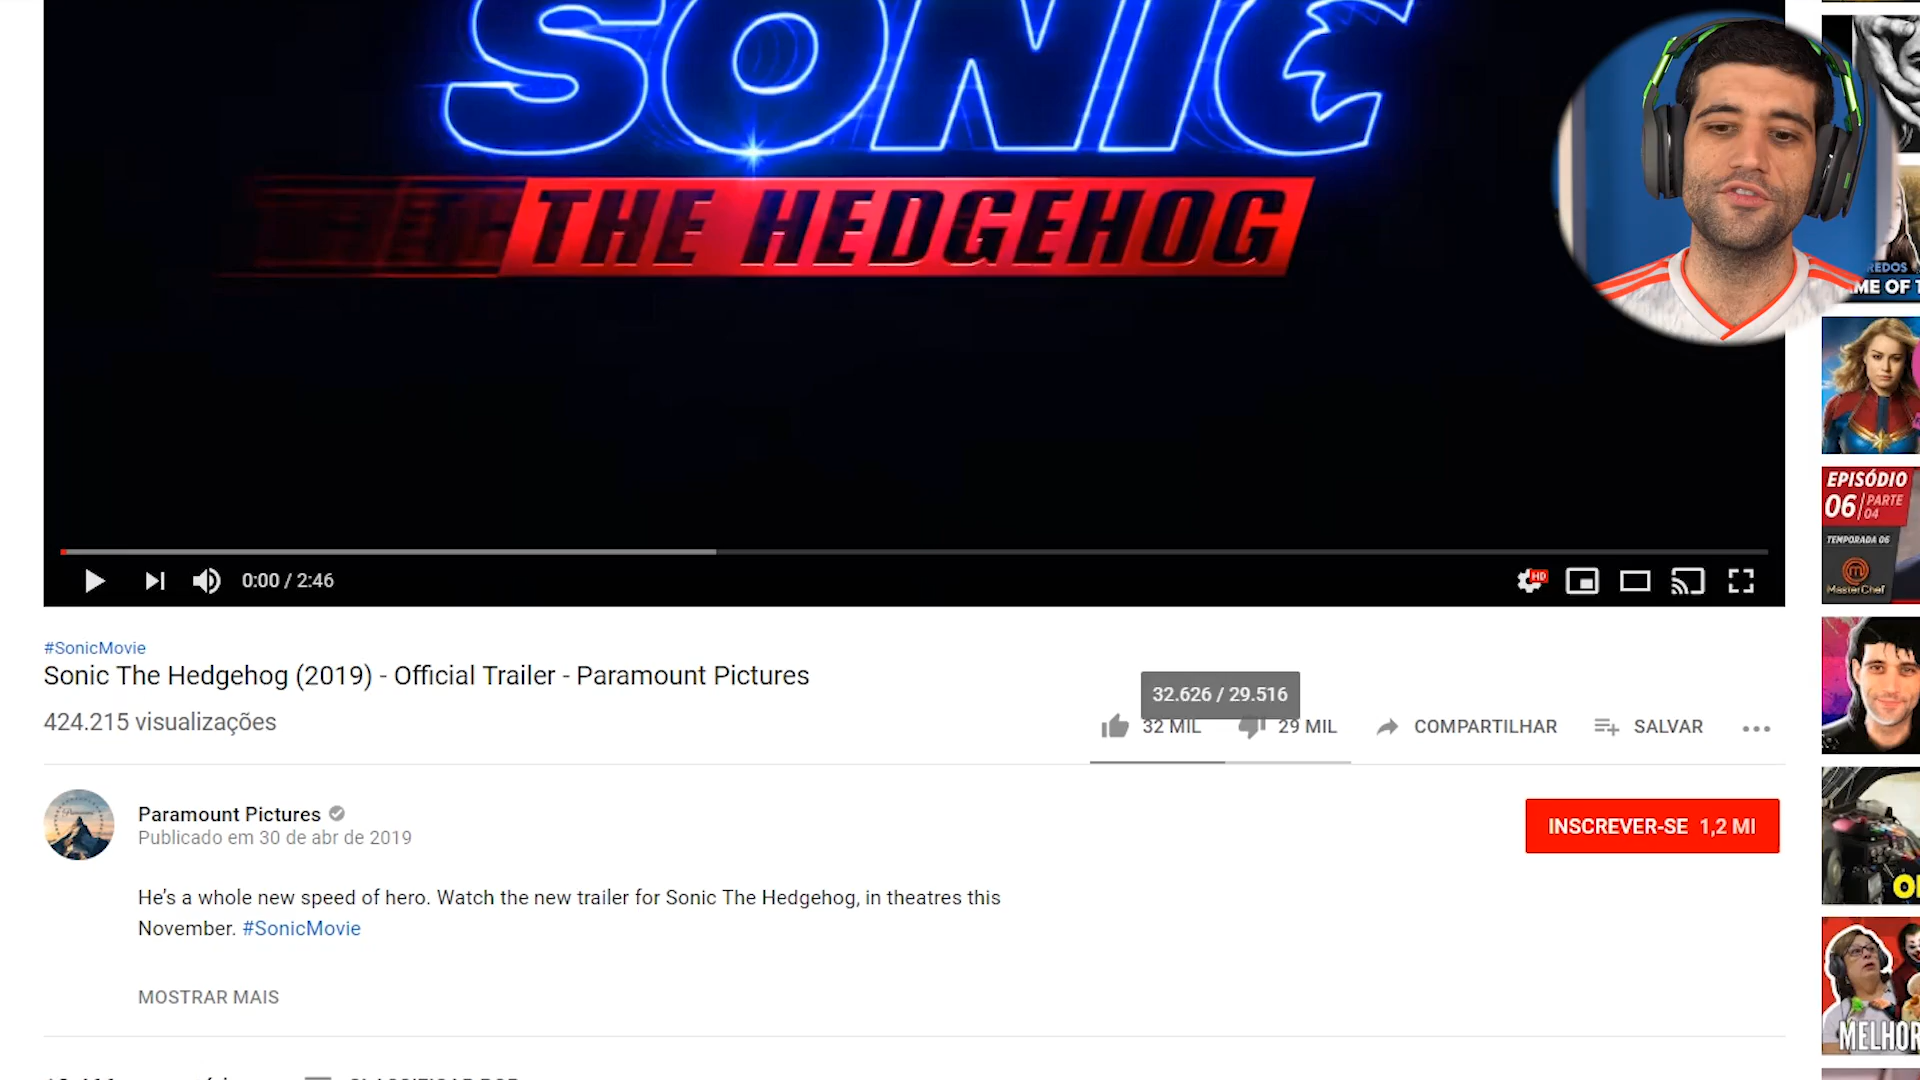 SONIC
THE HEDGEHOG
0:00 / 2:46
HD
#SonicMovie
Sonic The Hedgehog (2019) - Official Trailer - Paramount Pictures
424.215 visualizações
32.626 / 29.516
32 MIL
29 MIL
COMPARTILHAR
SALVAR
Paramount Pictures
Publicado em 30 de abr de 2019
INSCREVER-SE 1,2 MI
He's a whole new speed of hero. Watch the new trailer for Sonic The Hedgehog, in theatres this
November. #SonicMovie
MOSTRAR MAIS
EPISÓDIO
06 PARTE
04
TEMPORADA 06
MasterChef